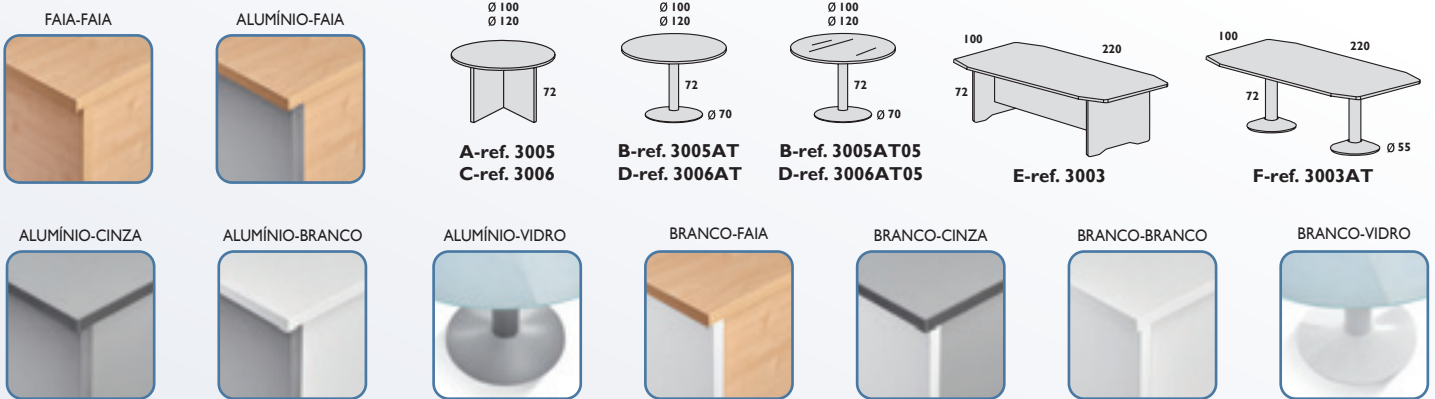 FAIA-FAIA
ALUMÍNIO-FAIA
Ø 100
Ø 120
72
A-ref. 3005
C-ref. 3006
Ø 100
Ø 120
72
Ø 70
B-ref. 3005AT
D-ref. 3006AT
Ø 100
Ø 120
72
Ø 70
B-ref. 3005AT05
D-ref. 3006AT05
100
220
72
E-ref. 3003
100
220
72
Ø 55
F-ref. 3003AT
ALUMÍNIO-CINZA
ALUMÍNIO-BRANCO
ALUMÍNIO-VIDRO
BRANCO-FAIA
BRANCO-CINZA
BRANCO-BRANCO
BRANCO-VIDRO